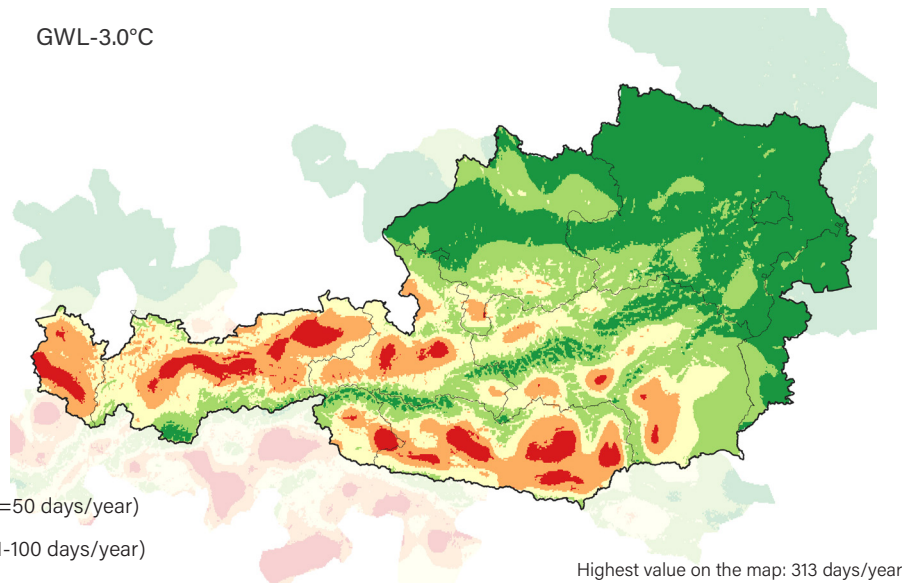 GWL-3.0°C
=50 days/year)
-100 days/year)
Highest value on the map: 313 days/year